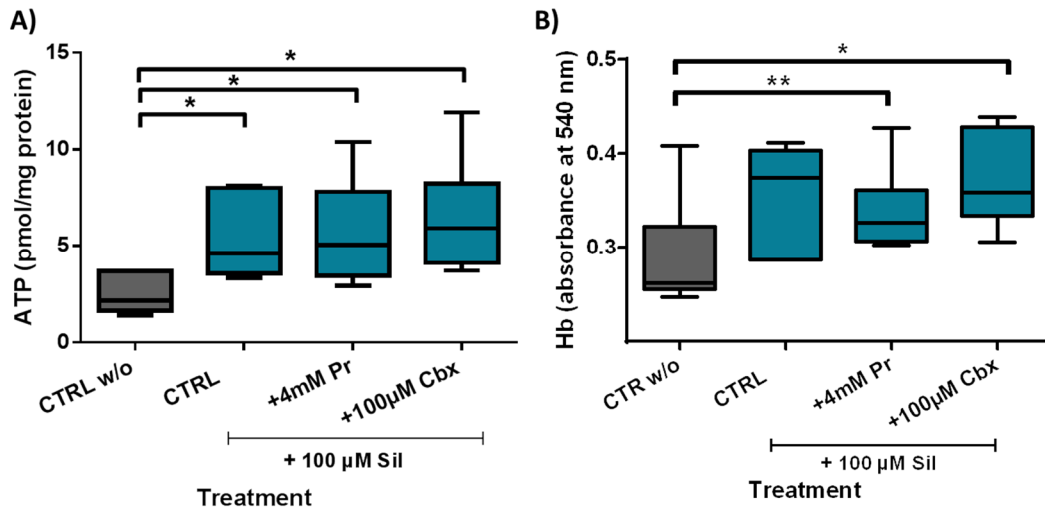 A)
ATP (pmol/mg protein)
15
10
5
0
*
*
*
CTRL w/o
CTRL
+4mM Pr
+100µM Cbx
+ 100 µM Sil
Treatment
B)
Hb (absorbance at 540 nm)
0.5
0.4
0.3
*
**
CTR w/o
CTRL
+4mM Pr
+100µM Cbx
+ 100 µM Sil
Treatment